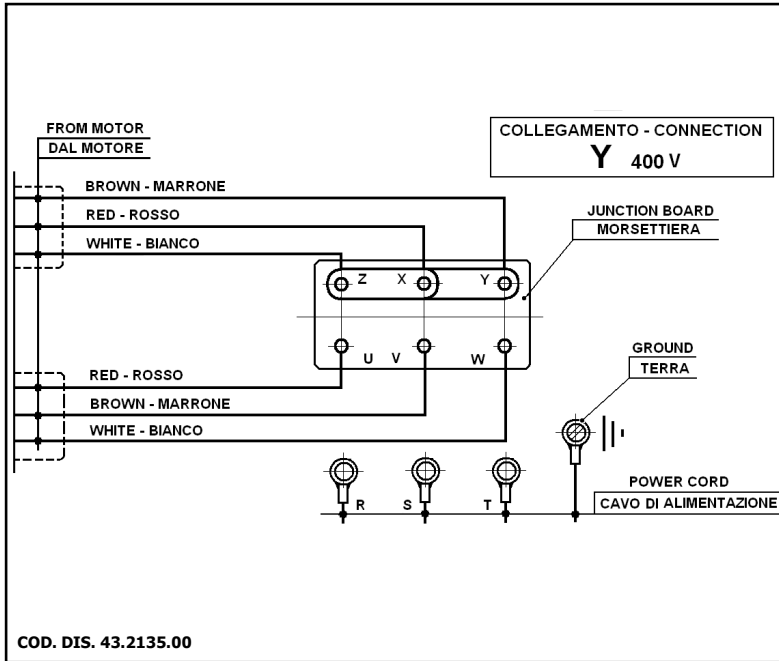 FROM MOTOR
DAL MOTORE
COLLEGAMENTO - CONNECTION
Y 400 V
BROWN - MARRONE
RED - ROSSO
WHITE - BIANCO
JUNCTION BOARD
MORSETTIERA
Z X Y
U V W
RED - ROSSO
BROWN - MARRONE
WHITE - BIANCO
GROUND
TERRA
R S T
POWER CORD
CAVO DI ALIMENTAZIONE
COD. DIS. 43.2135.00